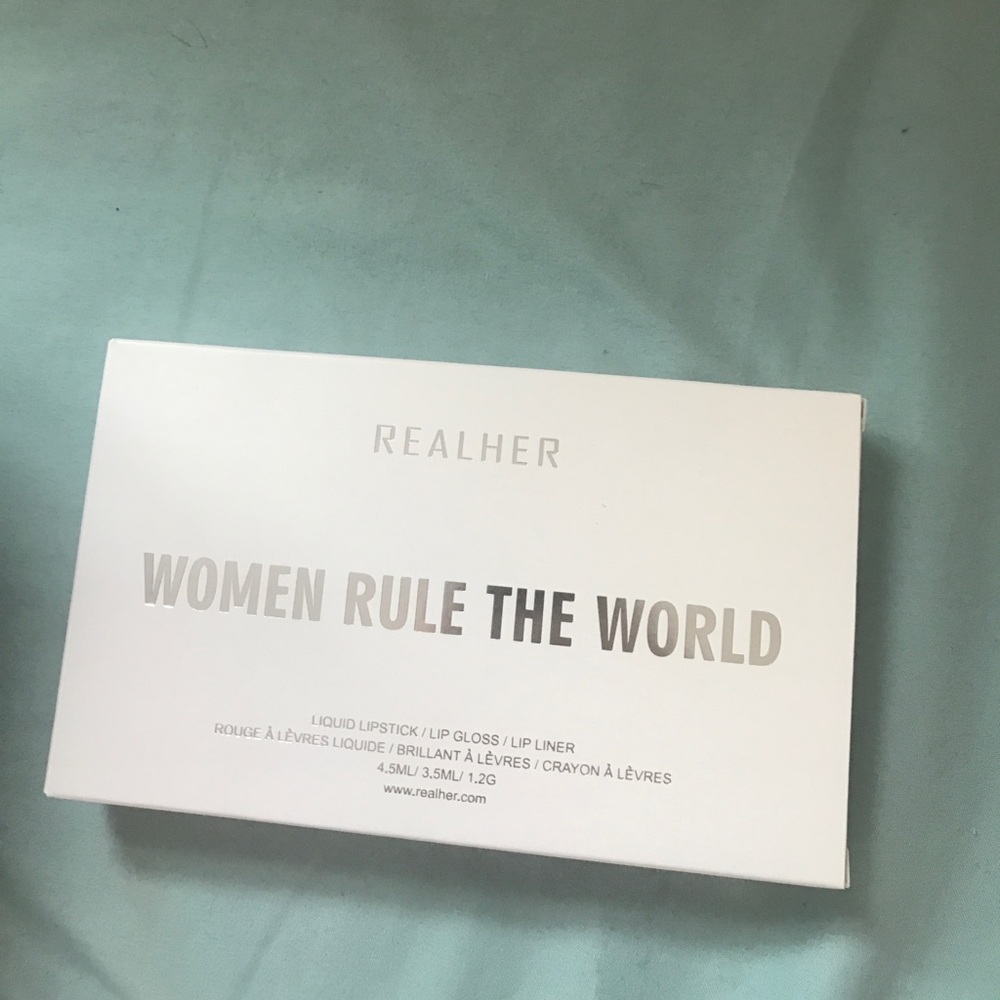 REALHER
WOMEN RULE THE WORLD
LIQUID LIPSTICK / LIP GLOSS / LIP LINER
ROUGE À LÈVRES LIQUIDE / BRILLANT À LÈVRES / CRAYON À LÈVRES
4.5ML/ 3.5ML/ 1.2G
www.realher.com